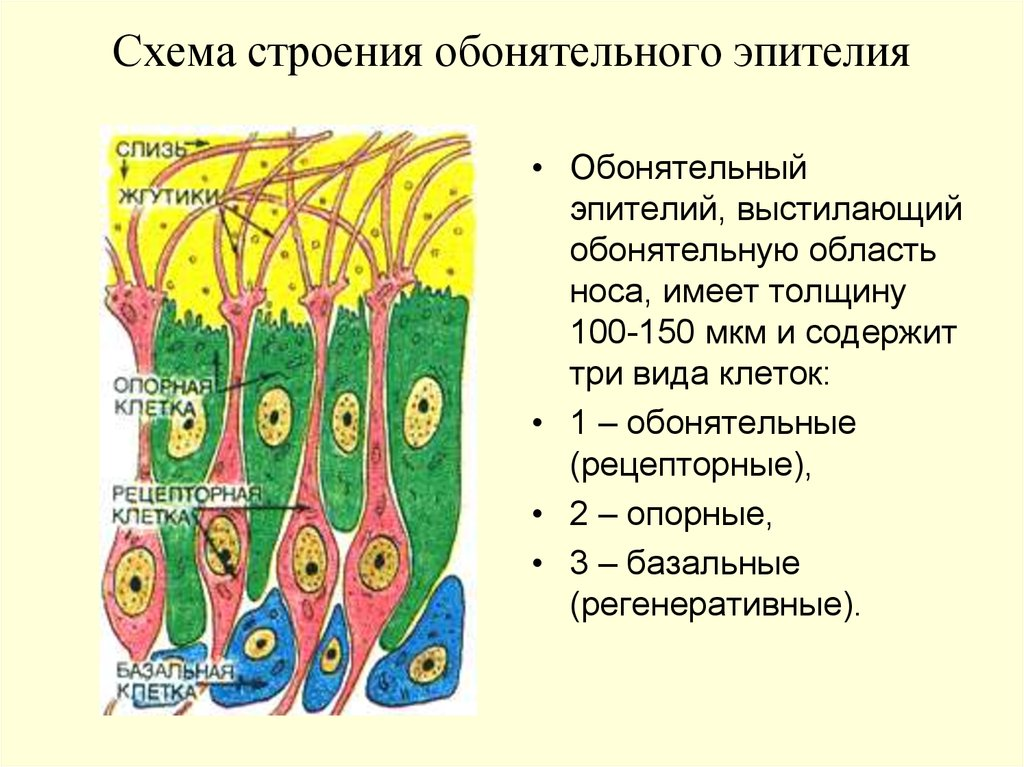 Схема строения обонятельного эпителия
СЛИЗЬ
ЖГУТИКИ
ОПОРНАЯ
КЛЕТКА
РЕЦЕПТОРНАЯ
КЛЕТКА
БАЗАЛЬНАЯ
КЛЕТКА
• Обонятельный
эпителий, выстилающий
обонятельную область
носа, имеет толщину
100-150 мкм и содержит
три вида клеток:
• 1 – обонятельные
(рецепторные),
• 2 – опорные,
• 3 – базальные
(регенеративные).